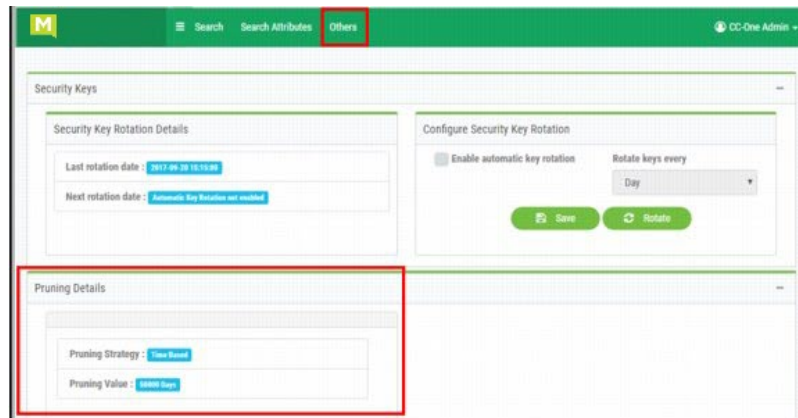 M
Search Search Attributes Others
CC-One Admin
Security Keys
Security Key Rotation Details
Last rotation date :
Next rotation date : Automatic Key Rotation not enabled
Configure Security Key Rotation
Enable automatic key rotation
Rotate keys every
Day
Save Rotate
Pruning Details
Pruning Strategy : Time Based
Pruning Value : Days